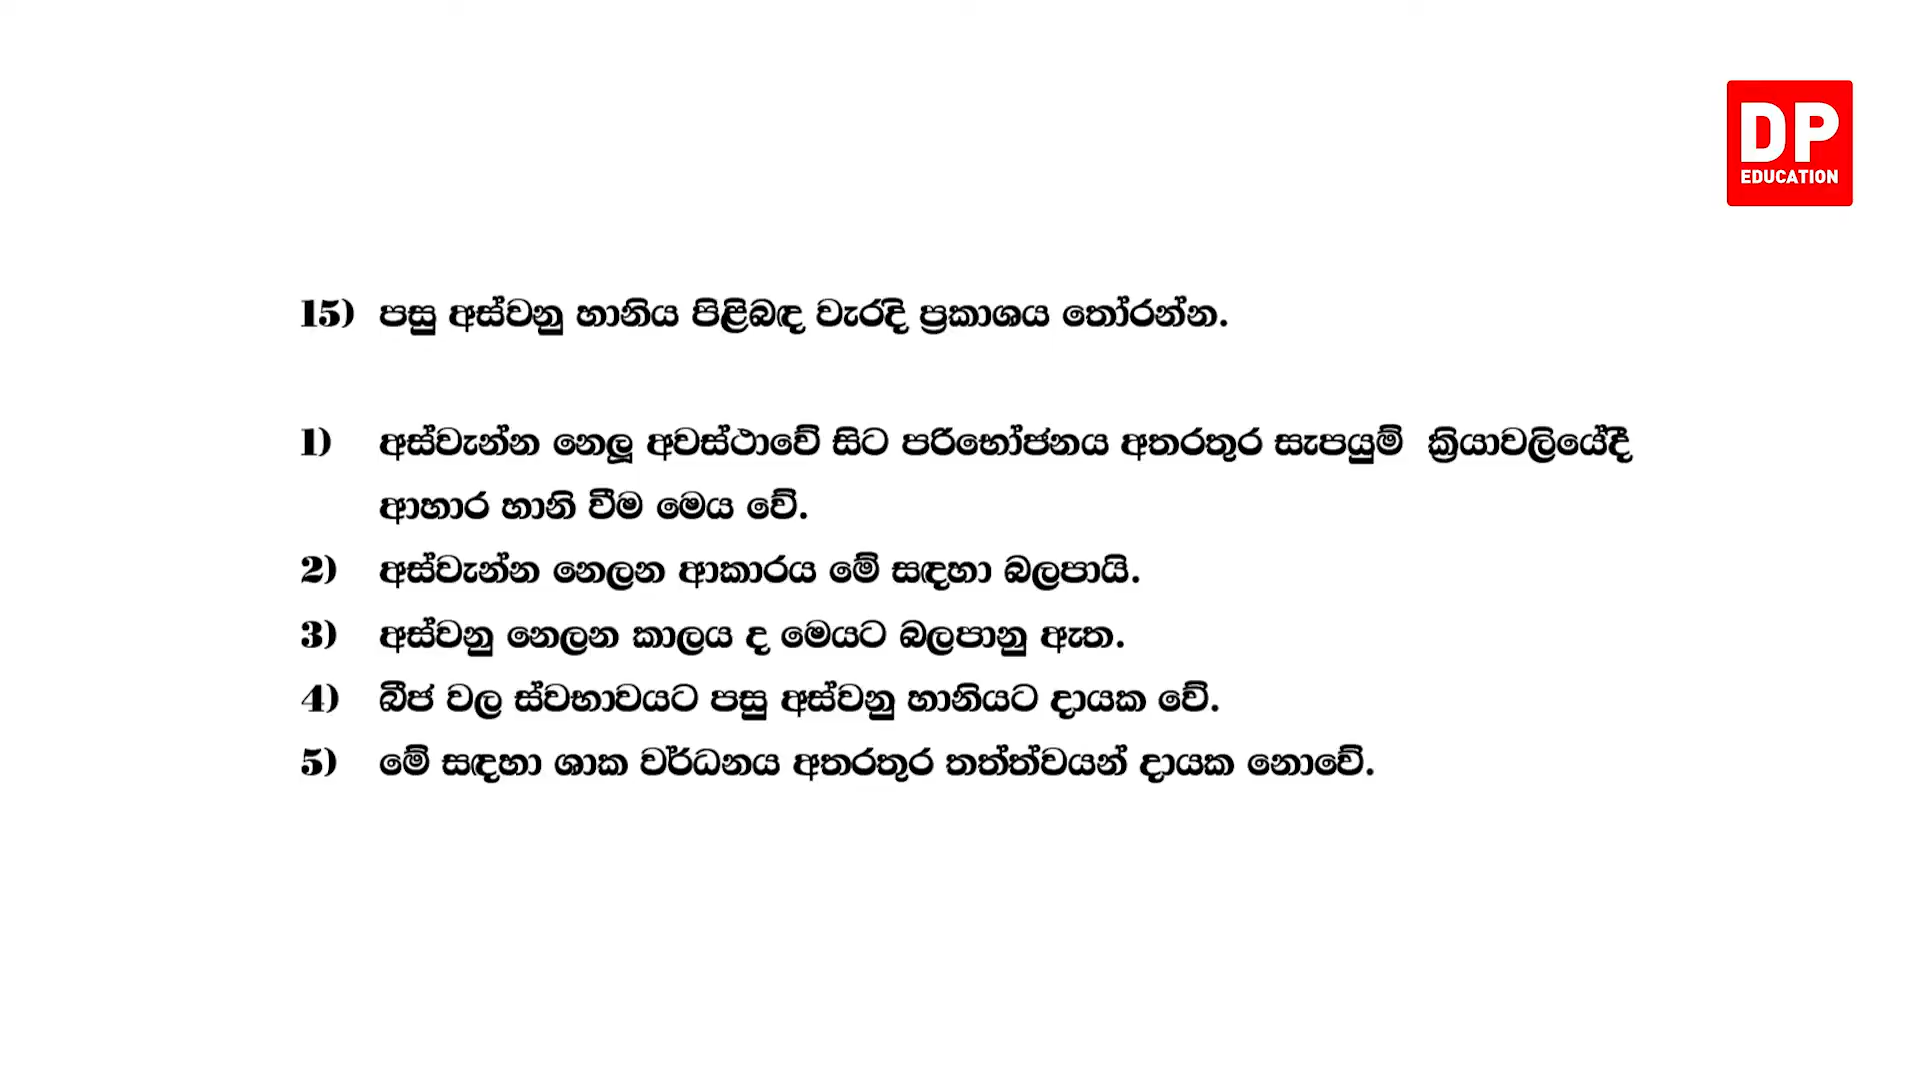 DP
EDUCATION
15) පසු අස්වනු හානිය පිළිබඳ වැරදි ප්‍රකාශය තෝරන්න.
1) අස්වැන්න නෙලූ අවස්ථාවේ සිට පරිභෝජනය අතරතුර සැපයුම් ක්‍රියාවලියේදී
ආහාර හානි වීම මෙය වේ.
2) අස්වැන්න නෙලන ආකාරය මේ සඳහා බලපායි.
3) අස්වනු නෙලන කාලය ද මෙයට බලපානු ඇත.
4) බීජ වල ස්වභාවයට පසු අස්වනු හානියට දායක වේ.
5) මේ සඳහා ශාක වර්ධනය අතරතුර තත්ත්වයන් දායක නොවේ.